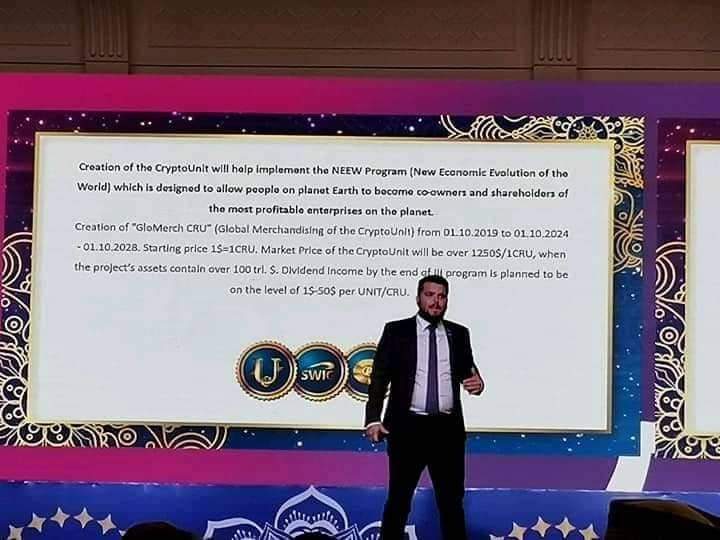 Creation of the CryptoUnit will help implement the NEEW Program (New Economic Evolution of the
World) which is designed to allow people on planet Earth to become co-owners and shareholders of
the most profitable enterprises on the planet.
Creation of "GloMerch CRU" (Global Merchandising of the CryptoUnit) from 01.10.2019 to 01.10.2024
- 01.10.2028. Starting price 1$=1CRU. Market Price of the CryptoUnit will be over 1250$/1CRU, when
the project's assets contain over 100 trl. $. Dividend Income by the end of III program is planned to be
on the level of 1$-50$ per UNIT/CRU.
U
SWIC